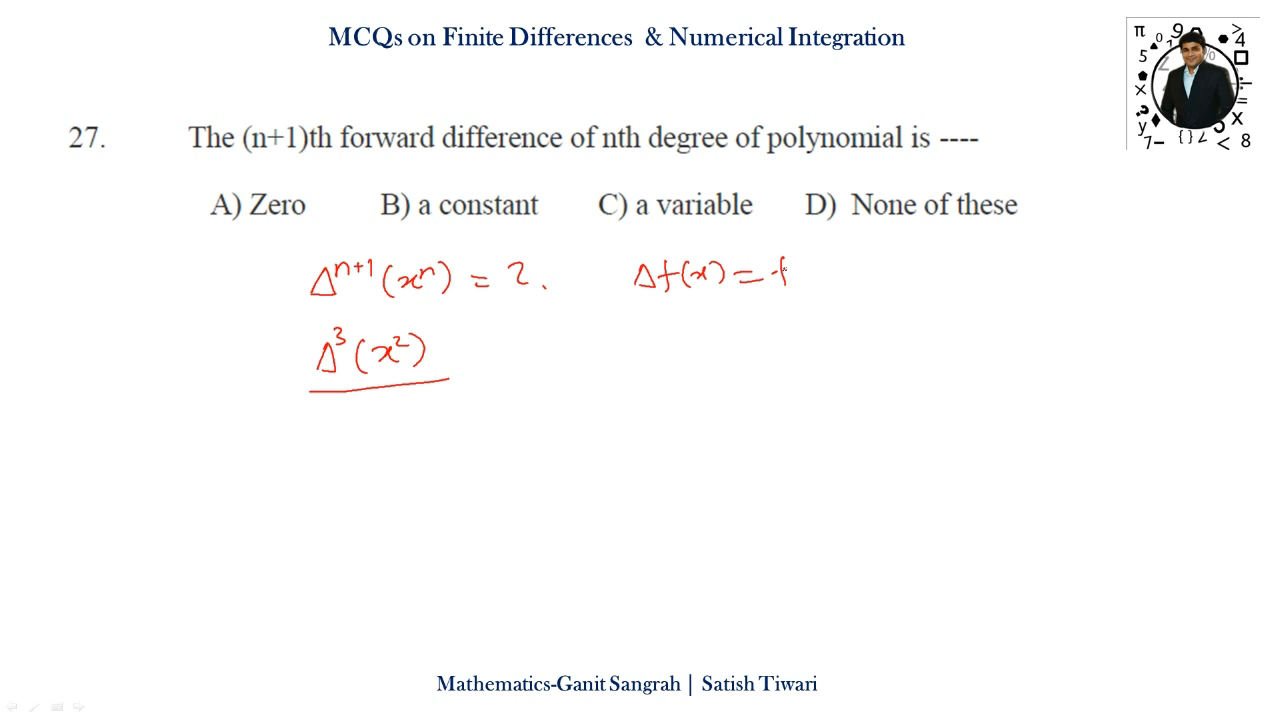 MCQs on Finite Differences & Numerical Integration
27. The (n+1)th forward difference of nth degree of polynomial is ----
A) Zero B) a constant C) a variable D) None of these
Δⁿ⁺¹(xⁿ) = ?. Δf(x) = f
Δ³(x²)
Mathematics-Ganit Sangrah | Satish Tiwari